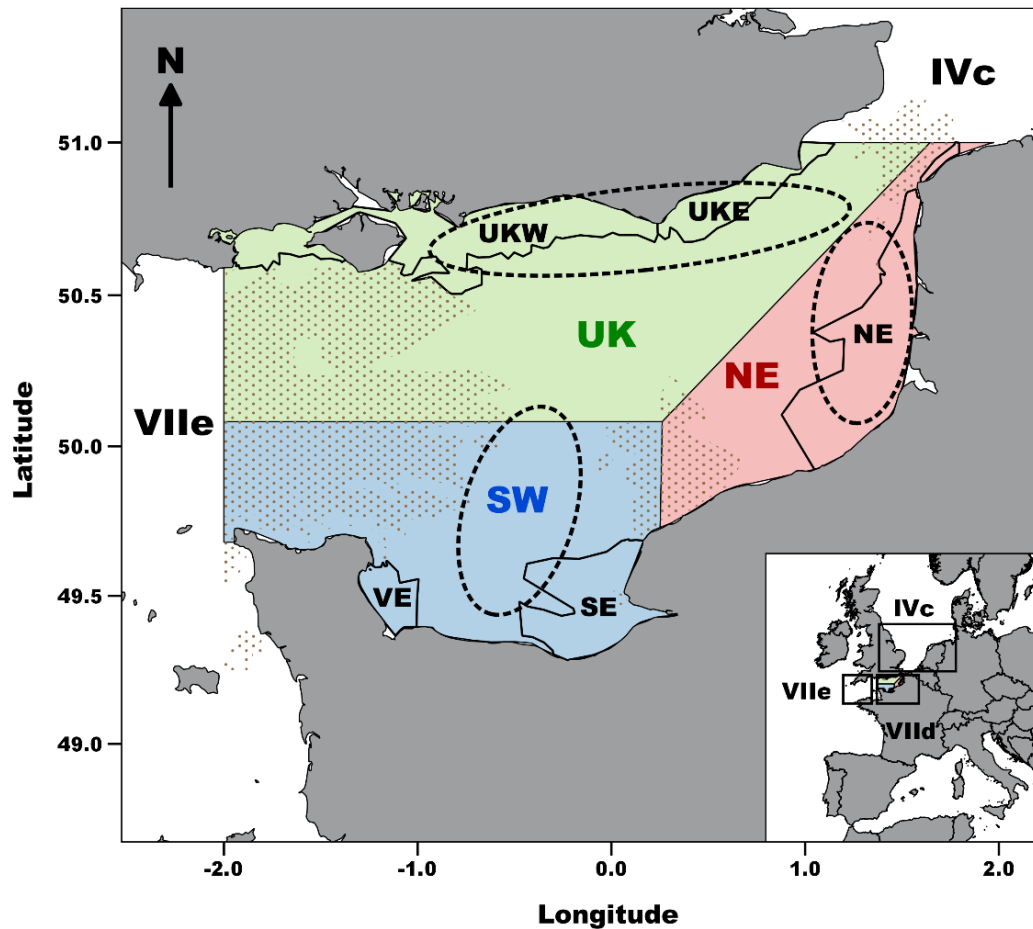 N
IVc
51.0
UKE
UKW
50.5
UK
NE
NE
VIIe
50.0
Latitude
SW
49.5
VE
SE
IVc
VIIe
VIId
49.0
-2.0
-1.0
0.0
1.0
2.0
Longitude